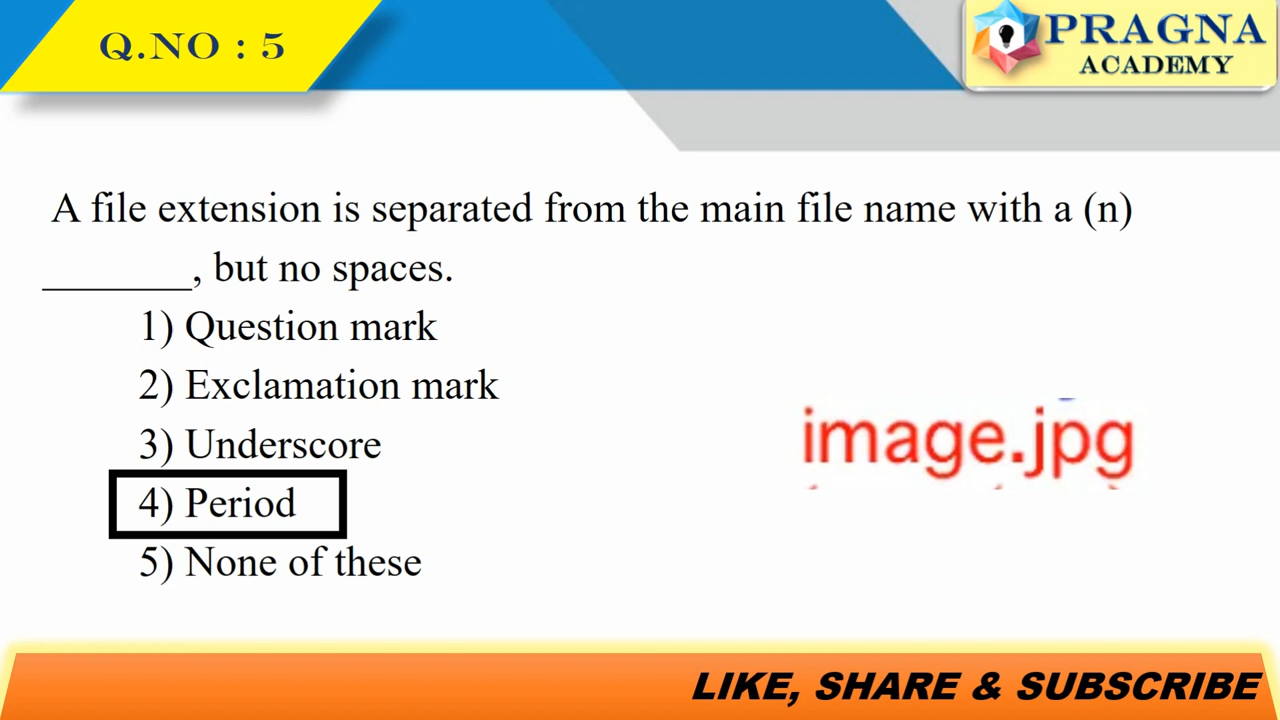 Q.NO : 5
PRAGNA
ACADEMY
A file extension is separated from the main file name with a (n)
_______, but no spaces.
1) Question mark
2) Exclamation mark
3) Underscore
4) Period
5) None of these
image.jpg
LIKE, SHARE & SUBSCRIBE